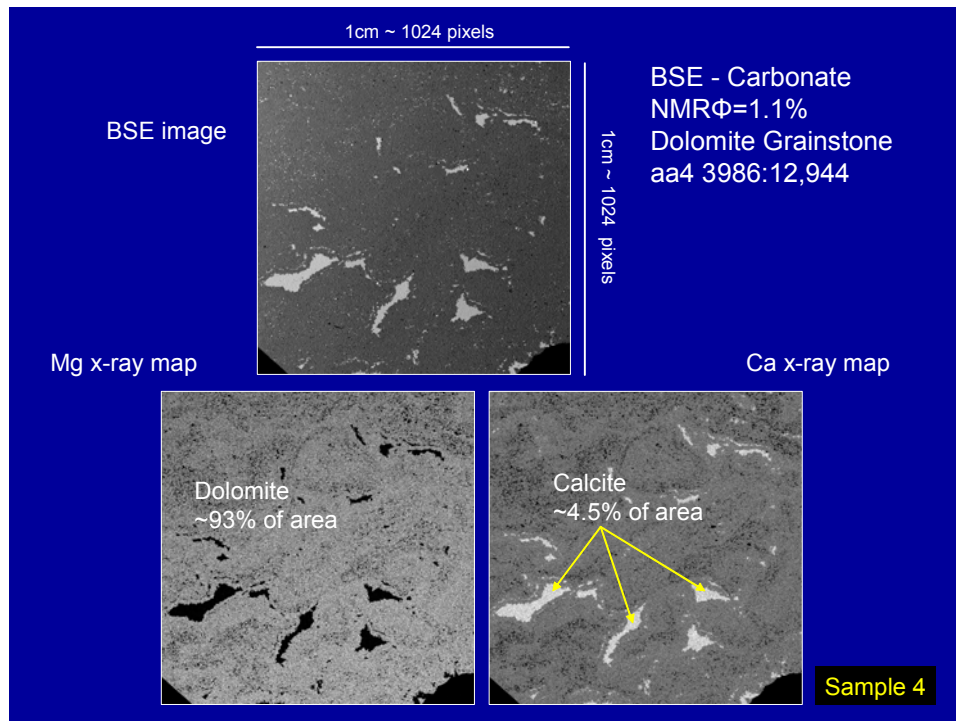 1cm ~ 1024 pixels
BSE image
1cm ~ 1024 pixels
BSE - Carbonate
NMRΦ=1.1%
Dolomite Grainstone
aa4 3986:12,944
Mg x-ray map
Ca x-ray map
Dolomite
~93% of area
Calcite
~4.5% of area
Sample 4